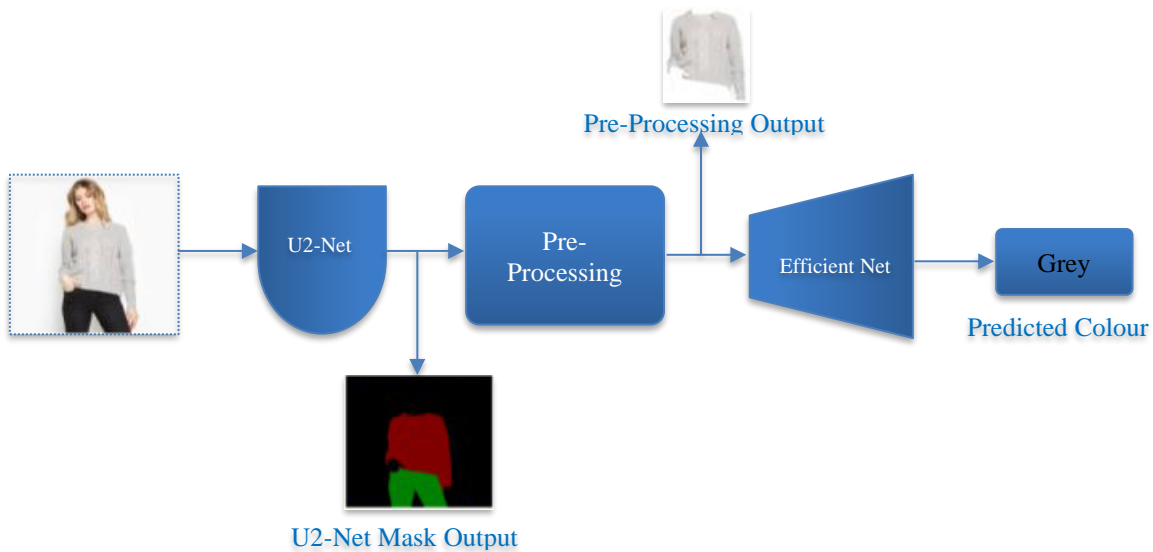 Pre-Processing Output
U2-Net
Pre-
Processing
Efficient Net
Grey
Predicted Colour
U2-Net Mask Output